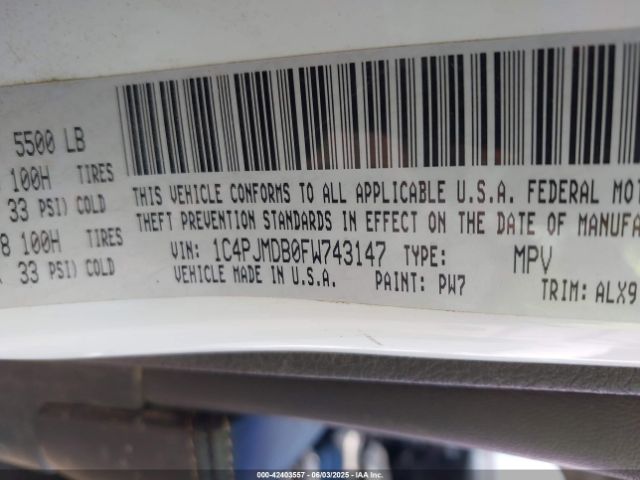 5500 LB
100H TIRES
33 PSI) COLD
8 100H TIRES
33 PSI) COLD
THIS VEHICLE CONFORMS TO ALL APPLICABLE U.S.A. FEDERAL MOT
THEFT PREVENTION STANDARDS IN EFFECT ON THE DATE OF MANUFA
VIN: 1C4PJMDB0FW743147 TYPE: MPV
VEHICLE MADE IN U.S.A. PAINT: PW7 TRIM: ALX9
000-42403557 - 06/03/2025 - IAA Inc.